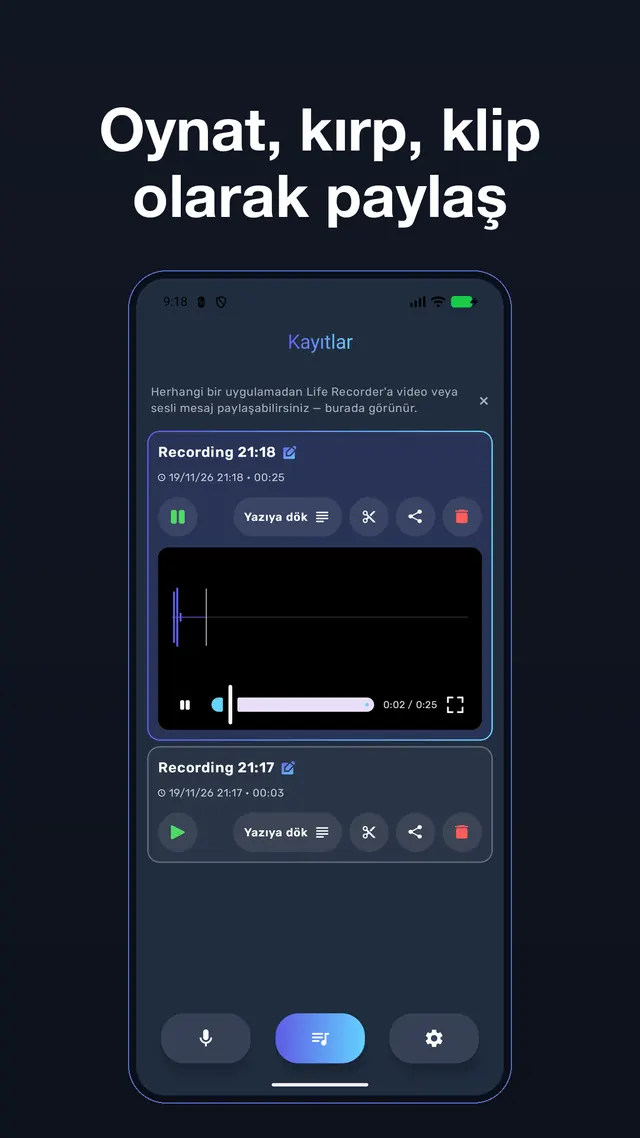 Oynat, kırp, klip
olarak paylaş
9:18
Kayıtlar
Herhangi bir uygulamadan Life Recorder'a video veya
sesli mesaj paylaşabilirsiniz — burada görünür.
Recording 21:18
19/11/26 21:18 • 00:25
Yazıya dök
0:02 / 0:25
Recording 21:17
19/11/26 21:17 • 00:03
Yazıya dök